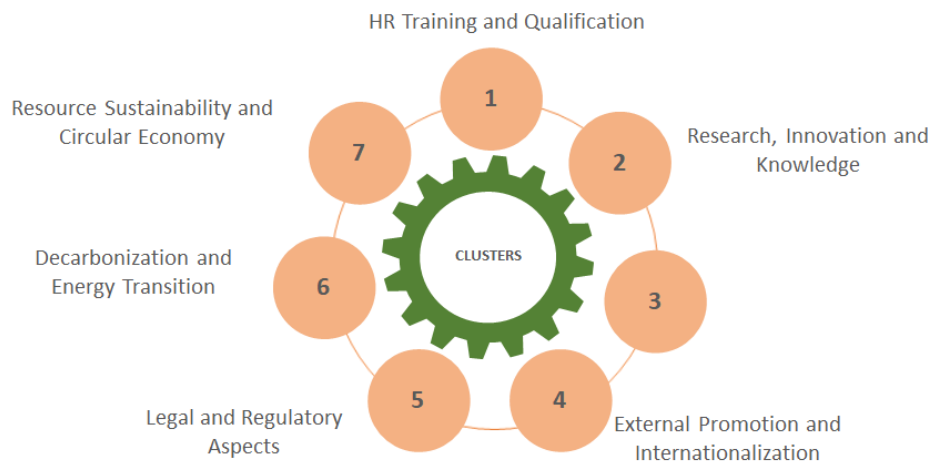 HR Training and Qualification
1
Resource Sustainability and
Circular Economy
7
2
Research, Innovation and
Knowledge
CLUSTERS
Decarbonization and
Energy Transition
6
3
5
4
Legal and Regulatory
Aspects
External Promotion and
Internationalization